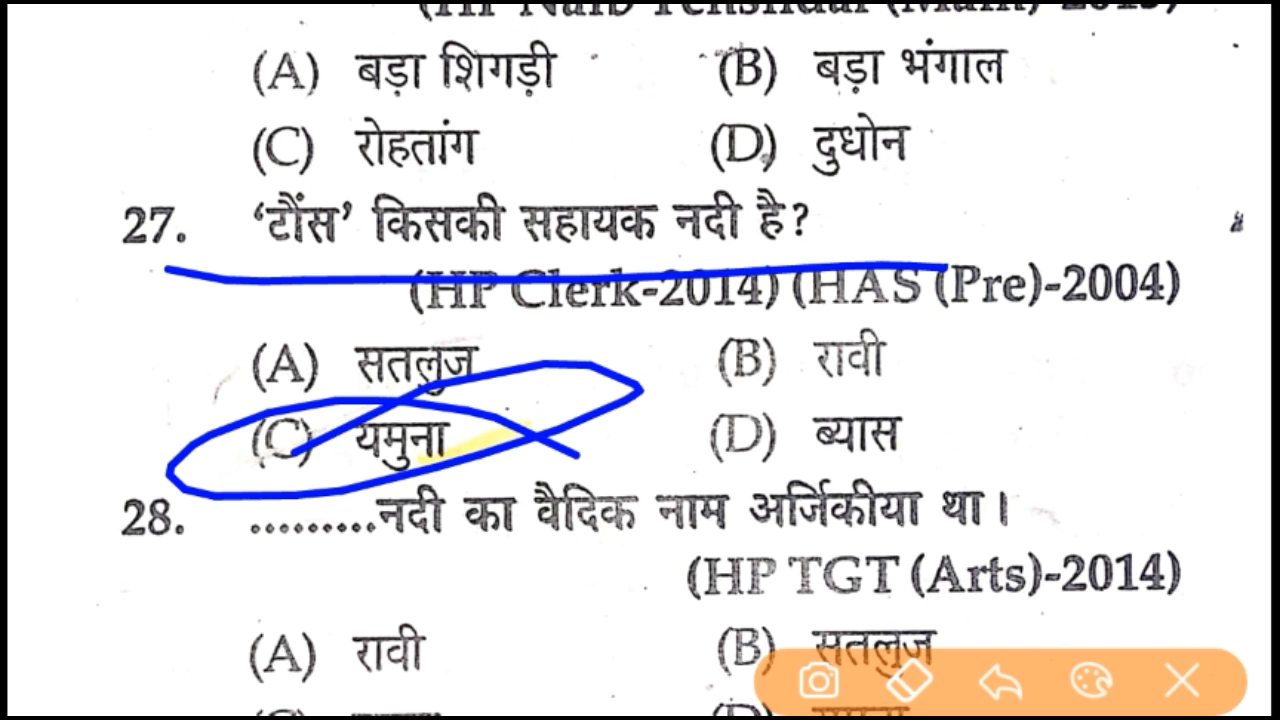 (A) बड़ा शिगड़ी (B) बड़ा भंगाल
(C) रोहतांग (D) दुधोन
27. ‘टौंस’ किसकी सहायक नदी है?
(HP Clerk-2014) (HAS (Pre)-2004)
(A) सतलुज (B) रावी
(C) यमुना (D) ब्यास
28. .........नदी का वैदिक नाम अर्जिकीया था।
(HP TGT (Arts)-2014)
(A) रावी (B) सतलुज